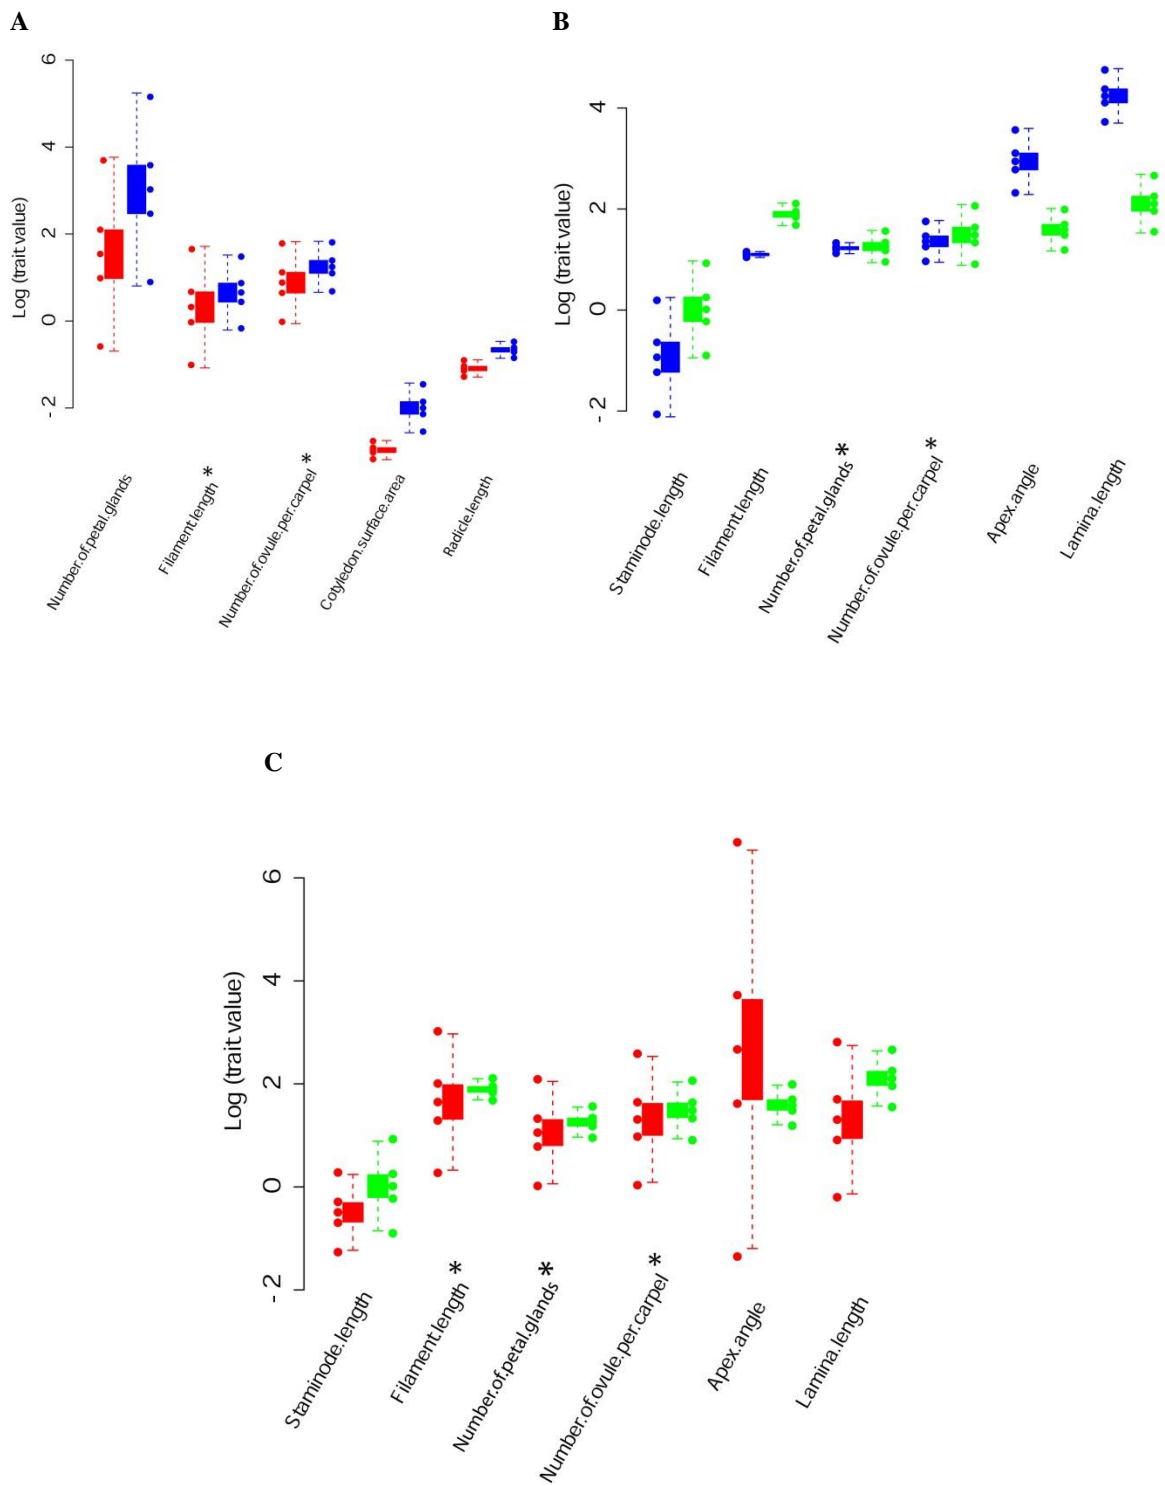 A
6
4
2
0
- 2
Log (trait value)
Number.of.petal.glands
Filament.length *
Number.of.ovule.per.carpel *
Cotyledon.surface.area
Radicle.length
B
4
2
0
- 2
Log (trait value)
Staminode.length
Filament.length
Number.of.petal.glands *
Number.of.ovule.per.carpel *
Apex.angle
Lamina.length
C
6
4
2
0
- 2
Log (trait value)
Staminode.length
Filament.length *
Number.of.petal.glands *
Number.of.ovule.per.carpel *
Apex.angle
Lamina.length